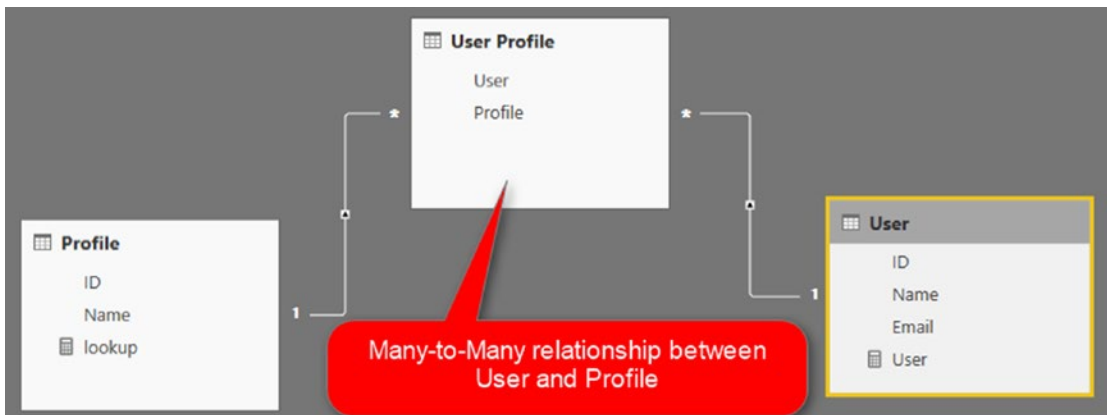 User Profile
User
Profile
*
*
Profile
ID
Name
lookup
1
User
ID
Name
Email
User
1
Many-to-Many relationship between
User and Profile